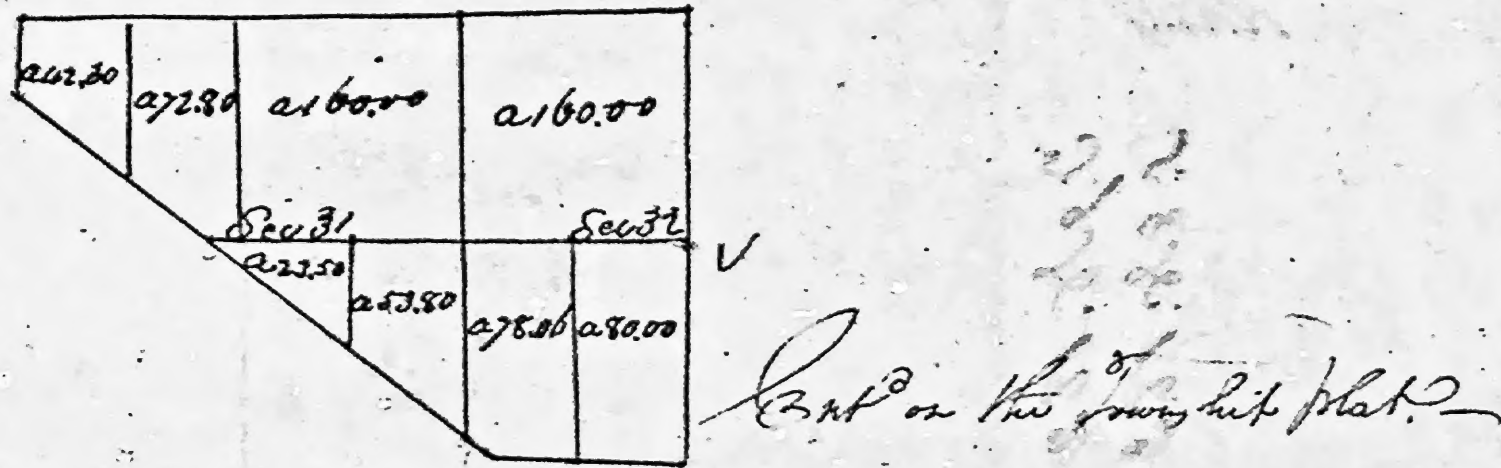 a42.30 a72.80 a160.00 a160.00
Sec 31 Sec 32
a23.50 a53.80 a78.06 a80.00
V
Entd on the Township plat. —